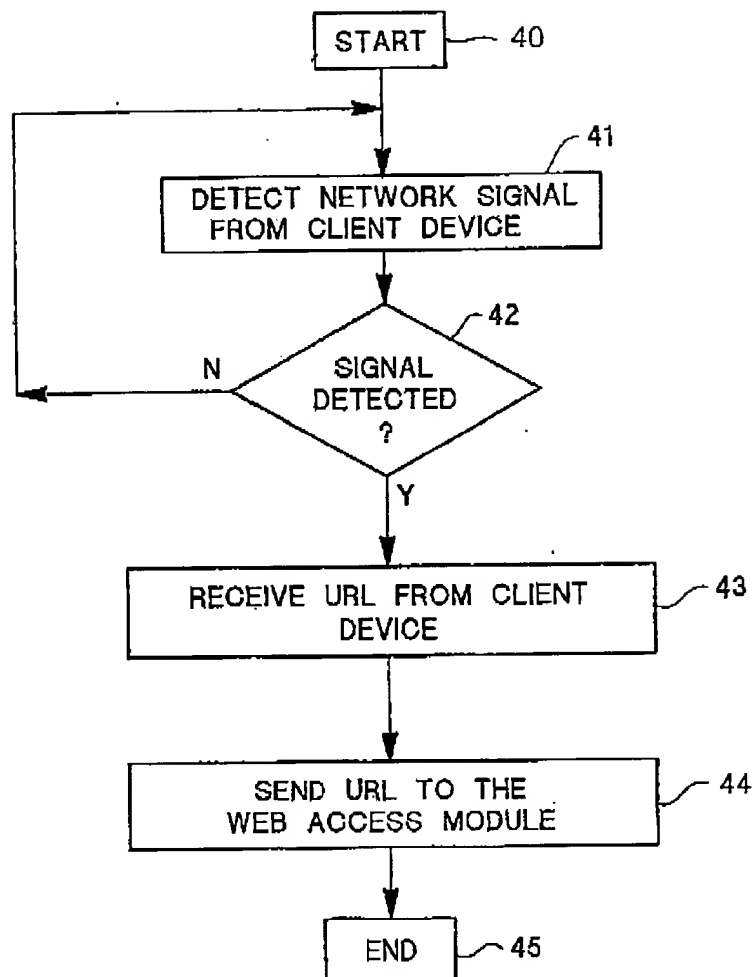 START
40
41
DETECT NETWORK SIGNAL
FROM CLIENT DEVICE
42
N
SIGNAL
DETECTED
?
Y
43
RECEIVE URL FROM CLIENT
DEVICE
44
SEND URL TO THE
WEB ACCESS MODULE
END
45